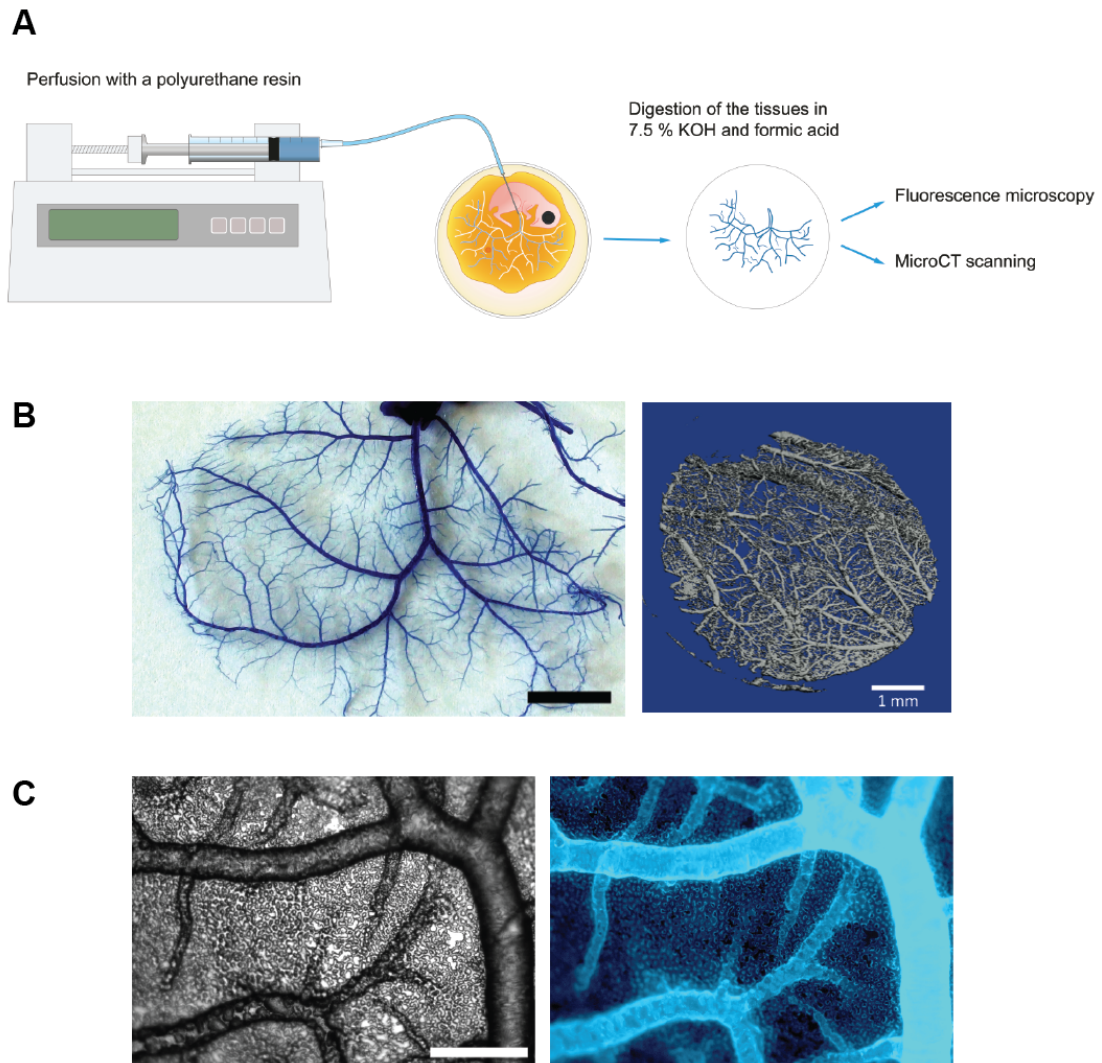 A
Perfusion with a polyurethane resin
Digestion of the tissues in
7.5 % KOH and formic acid
Fluorescence microscopy
MicroCT scanning
B
1 mm
C